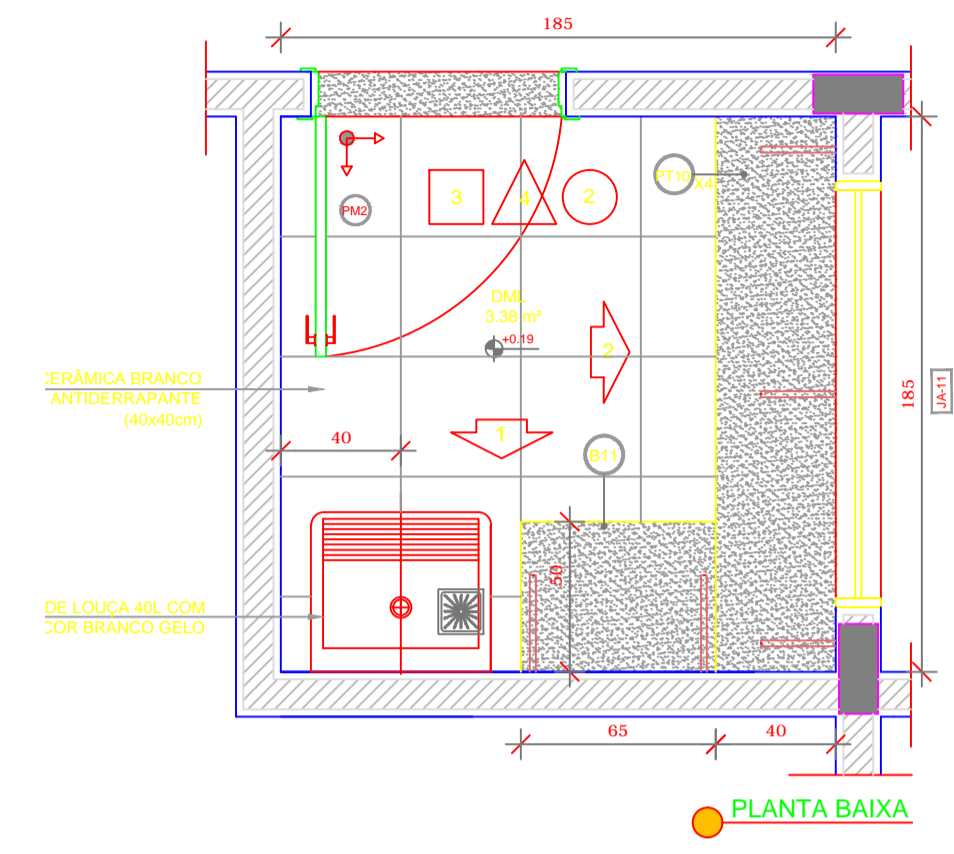 185
PM2
3
4
2
PT10
X4
DML
3.38 m²
+0.19
2
1
CERÂMICA BRANCO
ANTIDERRAPANTE
(40x40cm)
40
B11
50
185
JA-11
DE LOUÇA 40L COM
COR BRANCO GELO
65
40
PLANTA BAIXA